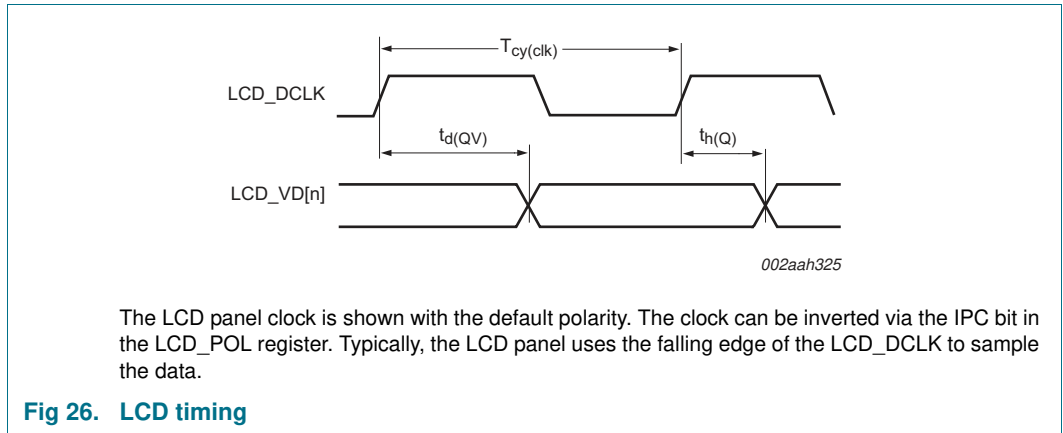 Tcy(clk)
LCD_DCLK
td(QV)
th(Q)
LCD_VD[n]
002aah325
The LCD panel clock is shown with the default polarity. The clock can be inverted via the IPC bit in
the LCD_POL register. Typically, the LCD panel uses the falling edge of the LCD_DCLK to sample
the data.
Fig 26. LCD timing